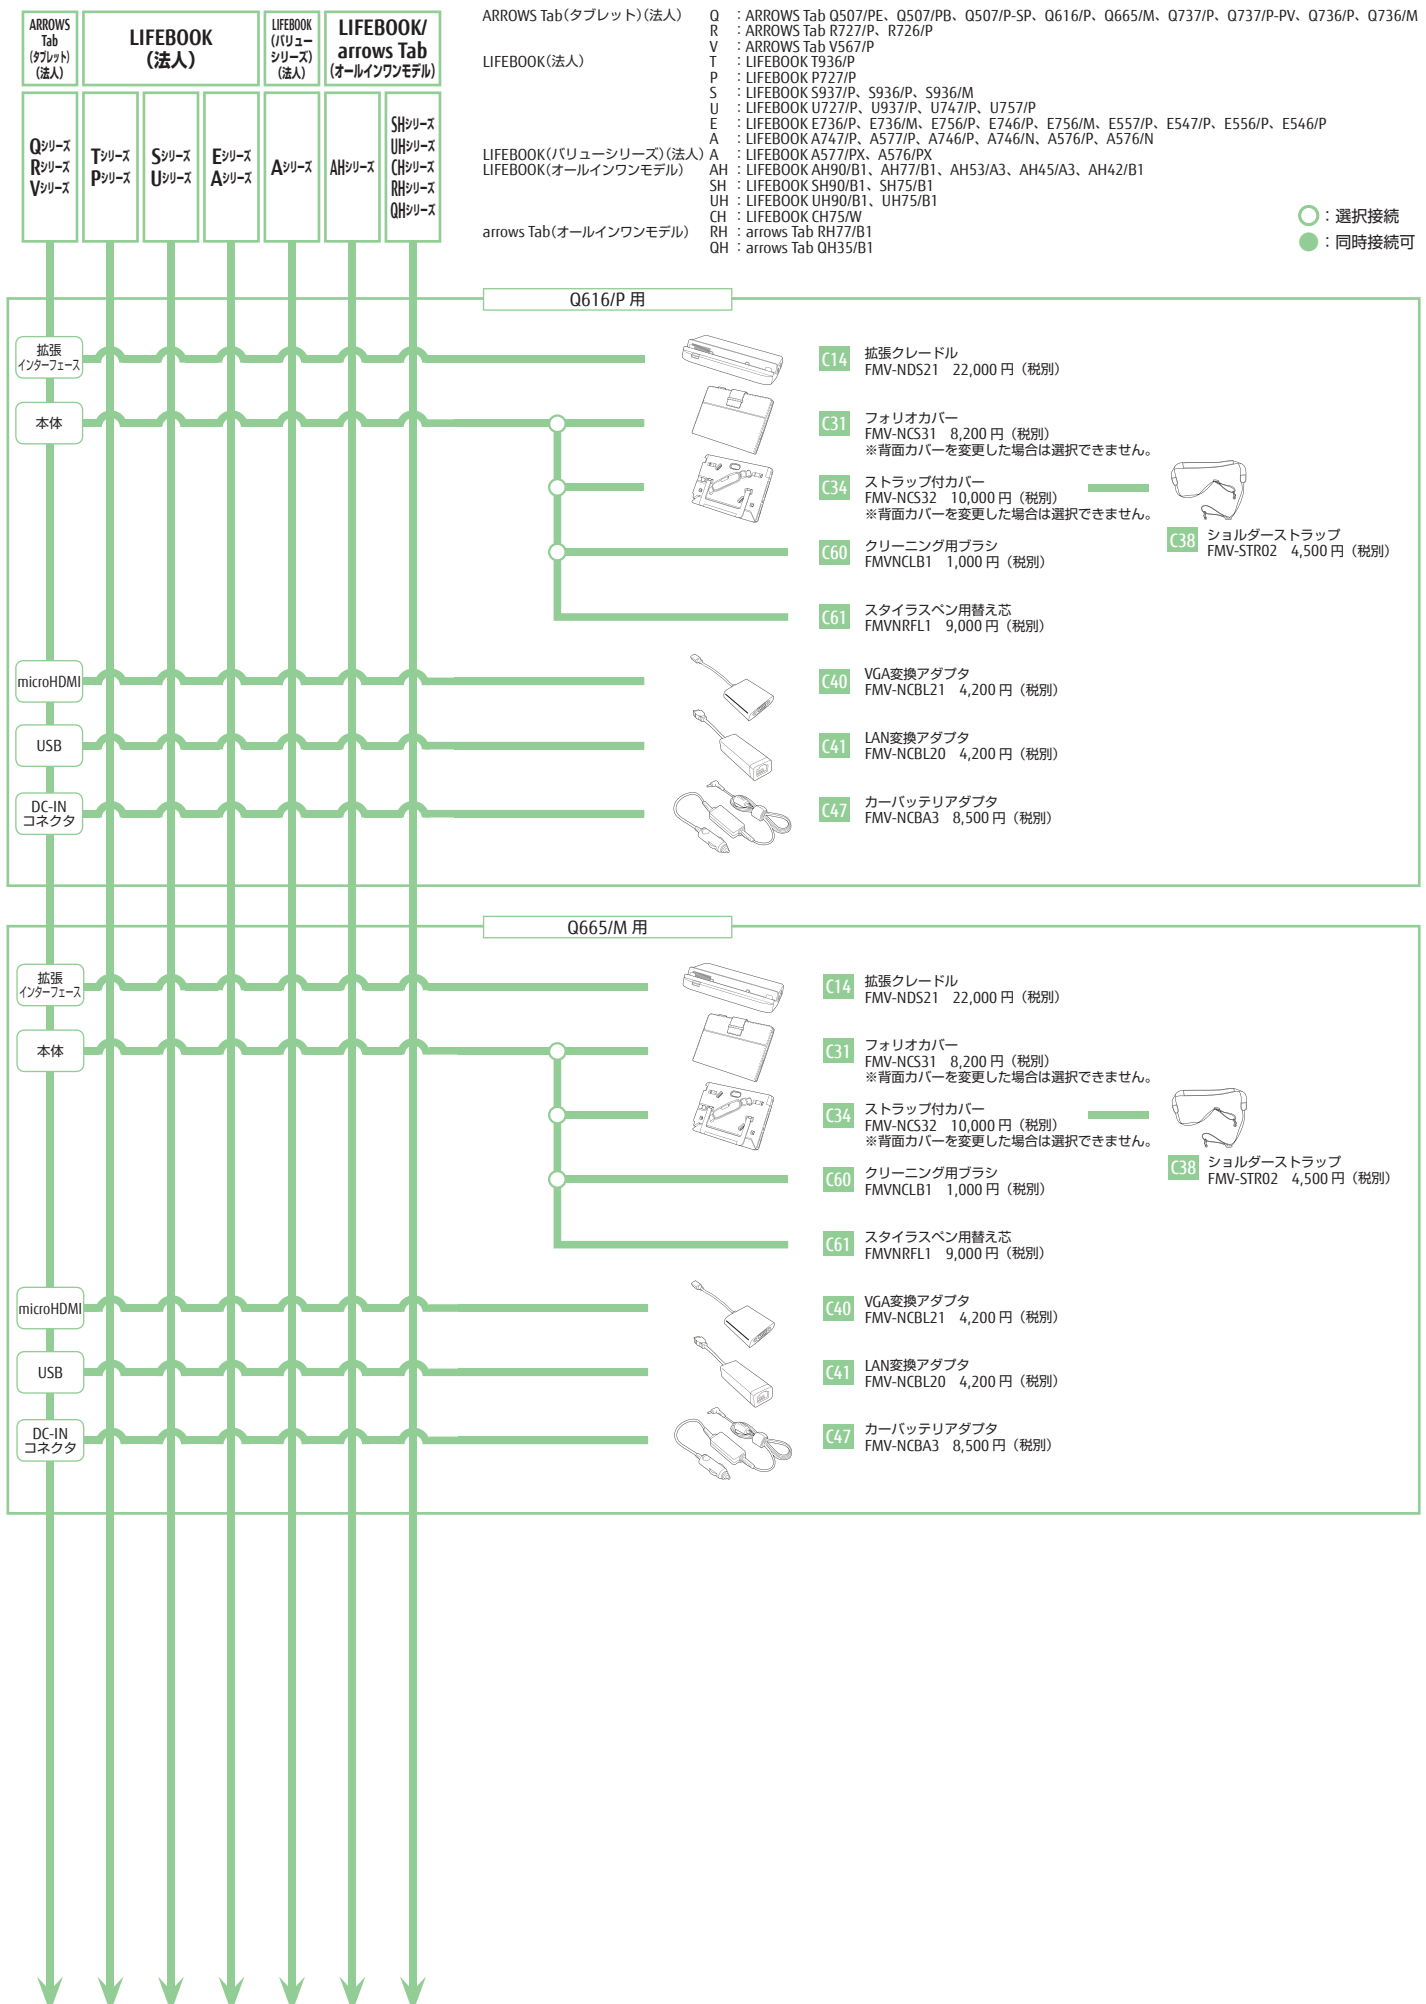 ARROWS
Tab
(タブレット)
(法人)
LIFEBOOK
(法人)
LIFEBOOK
(バリュー
シリーズ)
(法人)
LIFEBOOK/
arrows Tab
(オールインワンモデル)
Qシリーズ
Rシリーズ
Vシリーズ
Tシリーズ
Pシリーズ
Sシリーズ
Uシリーズ
Eシリーズ
Aシリーズ
Aシリーズ
AHシリーズ
SHシリーズ
UHシリーズ
CHシリーズ
RHシリーズ
QHシリーズ
ARROWS Tab(タブレット)(法人) Q : ARROWS Tab Q507/PE、Q507/PB、Q507/P-SP、Q616/P、Q665/M、Q737/P、Q737/P-PV、Q736/P、Q736/M
R : ARROWS Tab R727/P、R726/P
V : ARROWS Tab V567/P
LIFEBOOK(法人) T : LIFEBOOK T936/P
P : LIFEBOOK P727/P
S : LIFEBOOK S937/P、S936/P、S936/M
U : LIFEBOOK U727/P、U937/P、U747/P、U757/P
E : LIFEBOOK E736/P、E736/M、E756/P、E746/P、E756/M、E557/P、E547/P、E556/P、E546/P
A : LIFEBOOK A747/P、A577/P、A746/P、A746/N、A576/P、A576/N
LIFEBOOK(バリューシリーズ)(法人) A : LIFEBOOK A577/PX、A576/PX
LIFEBOOK(オールインワンモデル) AH : LIFEBOOK AH90/B1、AH77/B1、AH53/A3、AH45/A3、AH42/B1
SH : LIFEBOOK SH90/B1、SH75/B1
UH : LIFEBOOK UH90/B1、UH75/B1
CH : LIFEBOOK CH75/W
arrows Tab(オールインワンモデル) RH : arrows Tab RH77/B1
QH : arrows Tab QH35/B1
：選択接続
：同時接続可
Q616/P 用
拡張
インターフェース
C14 拡張クレードル
FMV-NDS21 22,000 円（税別）
本体
C31 フォリオカバー
FMV-NCS31 8,200 円（税別）
※背面カバーを変更した場合は選択できません。
C34 ストラップ付カバー
FMV-NCS32 10,000 円（税別）
※背面カバーを変更した場合は選択できません。
C38 ショルダーストラップ
FMV-STR02 4,500 円（税別）
C60 クリーニング用ブラシ
FMVNCLB1 1,000 円（税別）
C61 スタイラスペン用替え芯
FMVNRFL1 9,000 円（税別）
microHDMI
C40 VGA変換アダプタ
FMV-NCBL21 4,200 円（税別）
USB
C41 LAN変換アダプタ
FMV-NCBL20 4,200 円（税別）
DC-IN
コネクタ
C47 カーバッテリアダプタ
FMV-NCBA3 8,500 円（税別）
Q665/M 用
拡張
インターフェース
C14 拡張クレードル
FMV-NDS21 22,000 円（税別）
本体
C31 フォリオカバー
FMV-NCS31 8,200 円（税別）
※背面カバーを変更した場合は選択できません。
C34 ストラップ付カバー
FMV-NCS32 10,000 円（税別）
※背面カバーを変更した場合は選択できません。
C38 ショルダーストラップ
FMV-STR02 4,500 円（税別）
C60 クリーニング用ブラシ
FMVNCLB1 1,000 円（税別）
C61 スタイラスペン用替え芯
FMVNRFL1 9,000 円（税別）
microHDMI
C40 VGA変換アダプタ
FMV-NCBL21 4,200 円（税別）
USB
C41 LAN変換アダプタ
FMV-NCBL20 4,200 円（税別）
DC-IN
コネクタ
C47 カーバッテリアダプタ
FMV-NCBA3 8,500 円（税別）